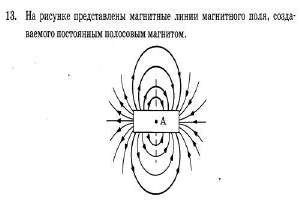 13. На рисунке представлены магнитные линии магнитного поля, созда-
ваемого постоянным полосовым магнитом.
А